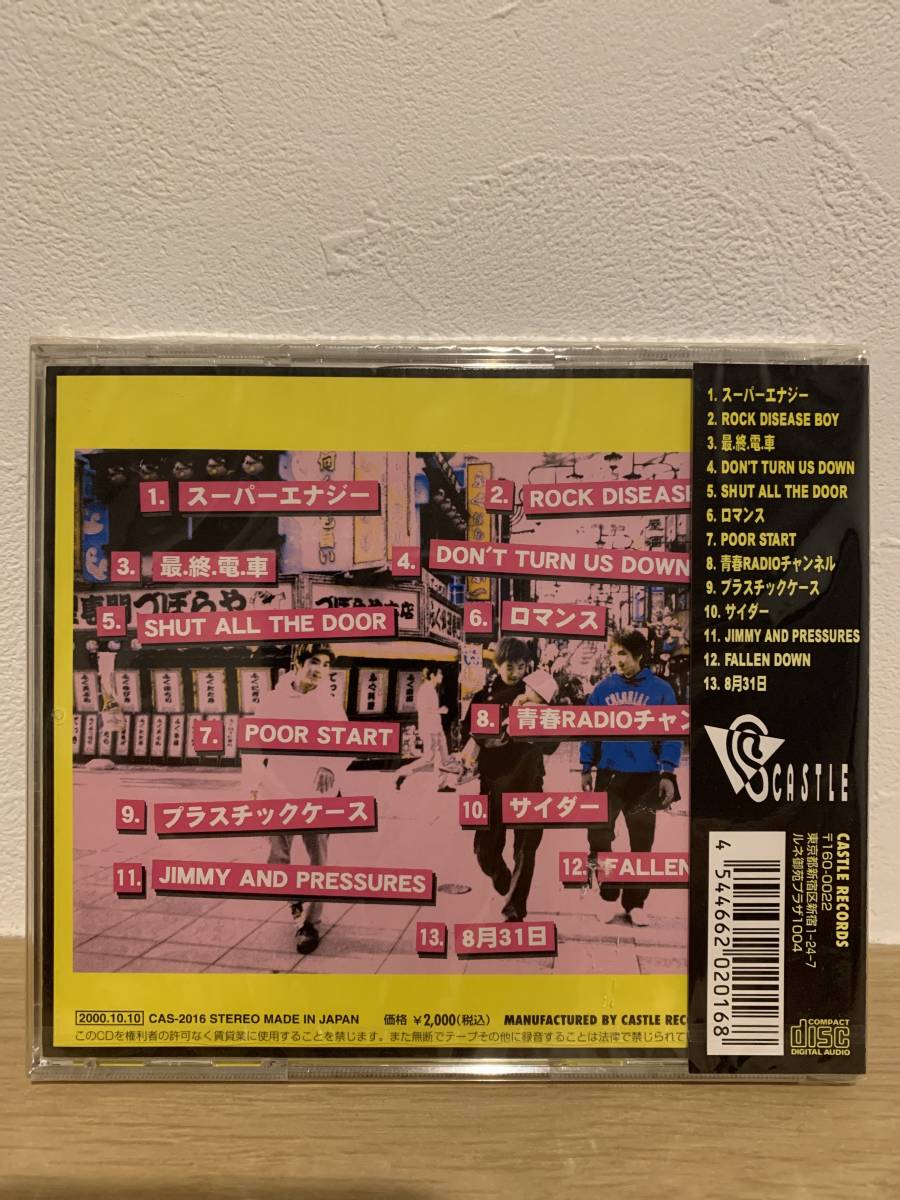 1. スーパーエナジー
2. ROCK DISEASE
3. 最.終.電.車
4. DON'T TURN US DOWN
5. SHUT ALL THE DOOR
6. ロマンス
7. POOR START
8. 青春RADIOチャン
9. プラスチックケース
10. サイダー
11. JIMMY AND PRESSURES
12. FALLEN
13. 8月31日
専門 づぼらや
2000.10.10 CAS-2016 STEREO MADE IN JAPAN 価格 ¥2,000(税込) MANUFACTURED BY CASTLE REC
このCDを権利者の許可なく賃貸業に使用することを禁じます。また無断でテープその他に録音することは法律で禁じられて
1. スーパーエナジー
2. ROCK DISEASE BOY
3. 最.終.電.車
4. DON'T TURN US DOWN
5. SHUT ALL THE DOOR
6. ロマンス
7. POOR START
8. 青春RADIOチャンネル
9. プラスチックケース
10. サイダー
11. JIMMY AND PRESSURES
12. FALLEN DOWN
13. 8月31日
CASTLE
CASTLE RECORDS
〒160-0022
東京都新宿区新宿1-24-7
ルネ御苑プラザ1004
4 544662 020168
COMPACT
disc
DIGITAL AUDIO